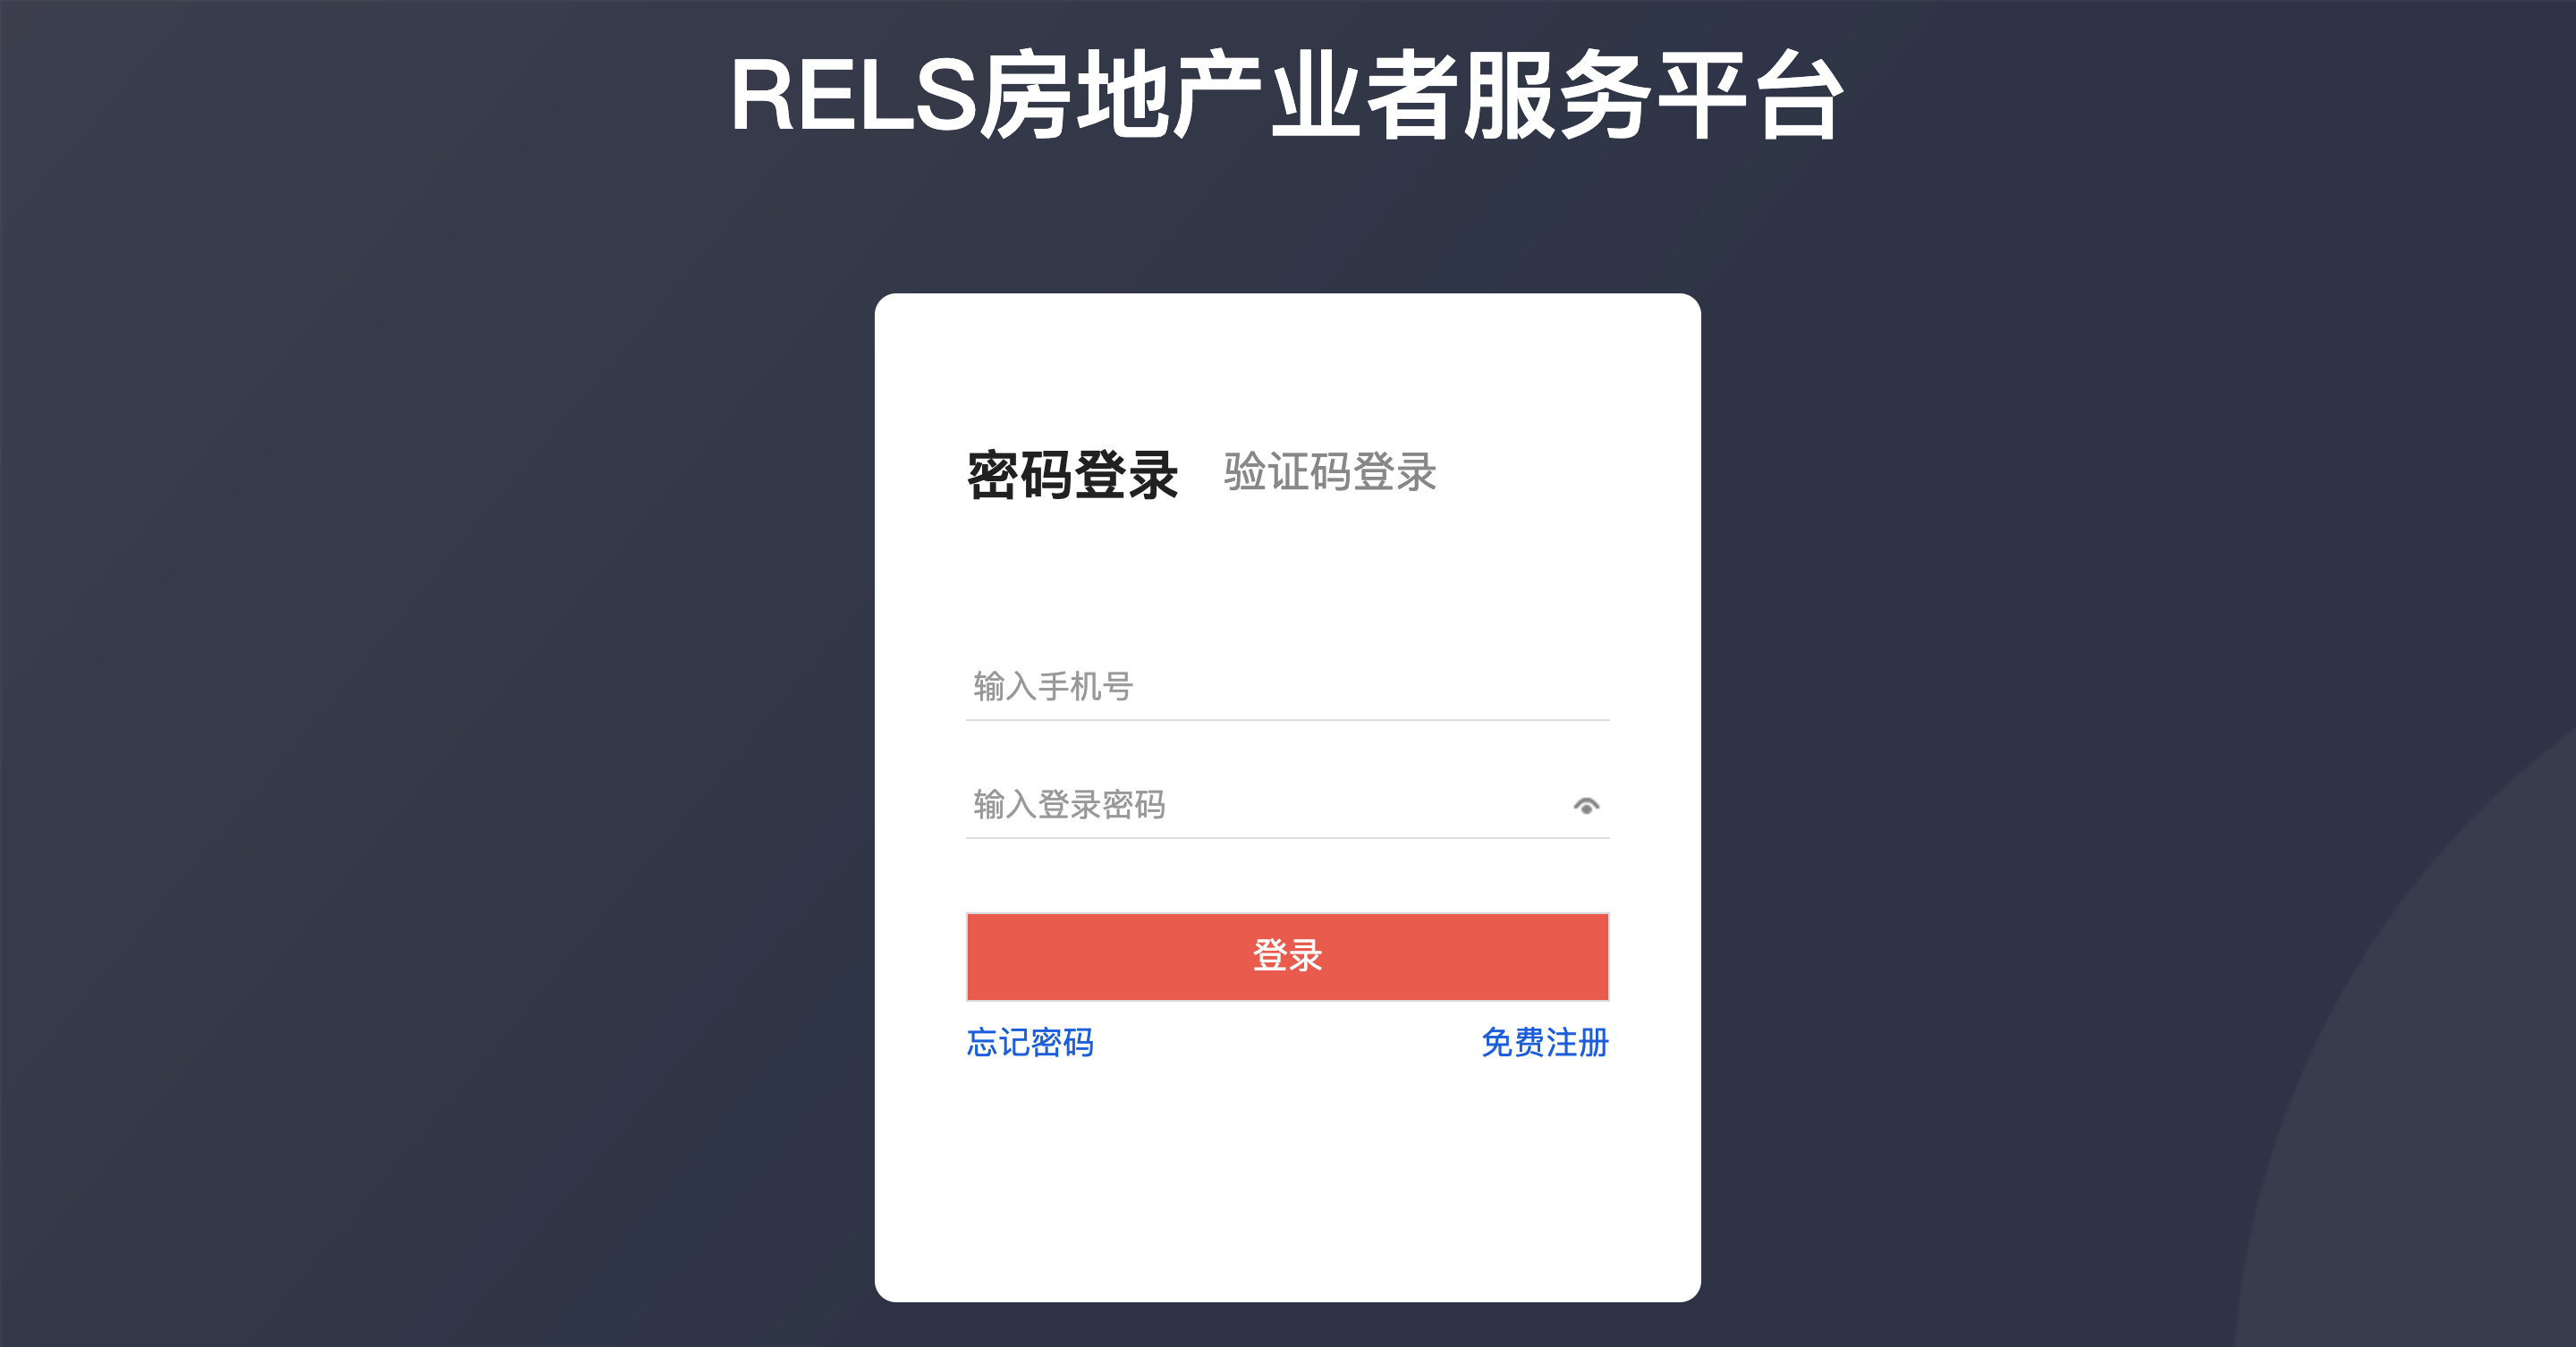 RELS房地产业者服务平台
密码登录 验证码登录
输入手机号
输入登录密码
登录
忘记密码 免费注册